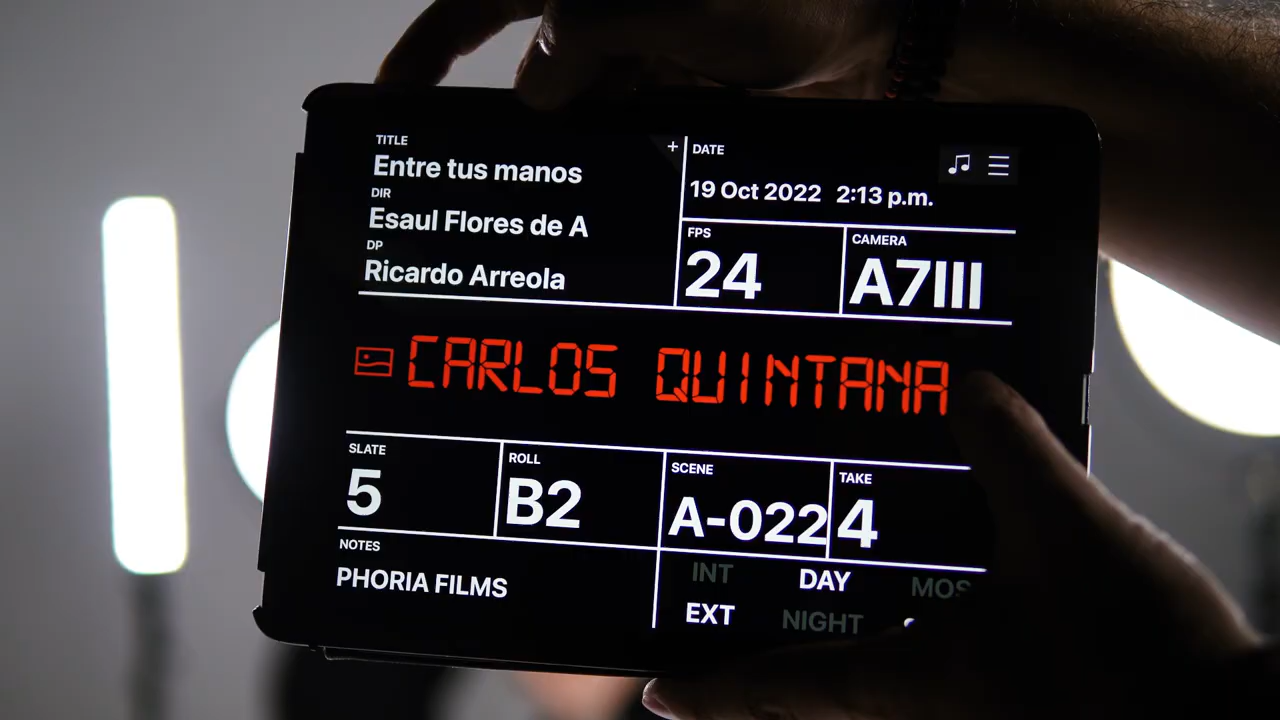 TITLE
Entre tus manos
DIR
Esaul Flores de A
DP
Ricardo Arreola
+
DATE
19 Oct 2022 2:13 p.m.
FPS
24
CAMERA
A7III
CARLOS QUINTANA
SLATE
5
ROLL
B2
SCENE
A-022
TAKE
4
NOTES
PHORIA FILMS
INT DAY MOS
EXT NIGHT